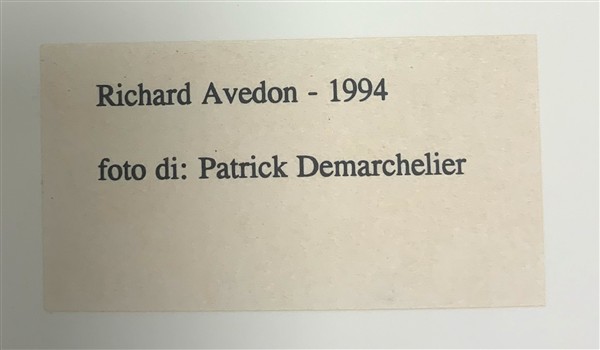 Richard Avedon - 1994
foto di: Patrick Demarchelier